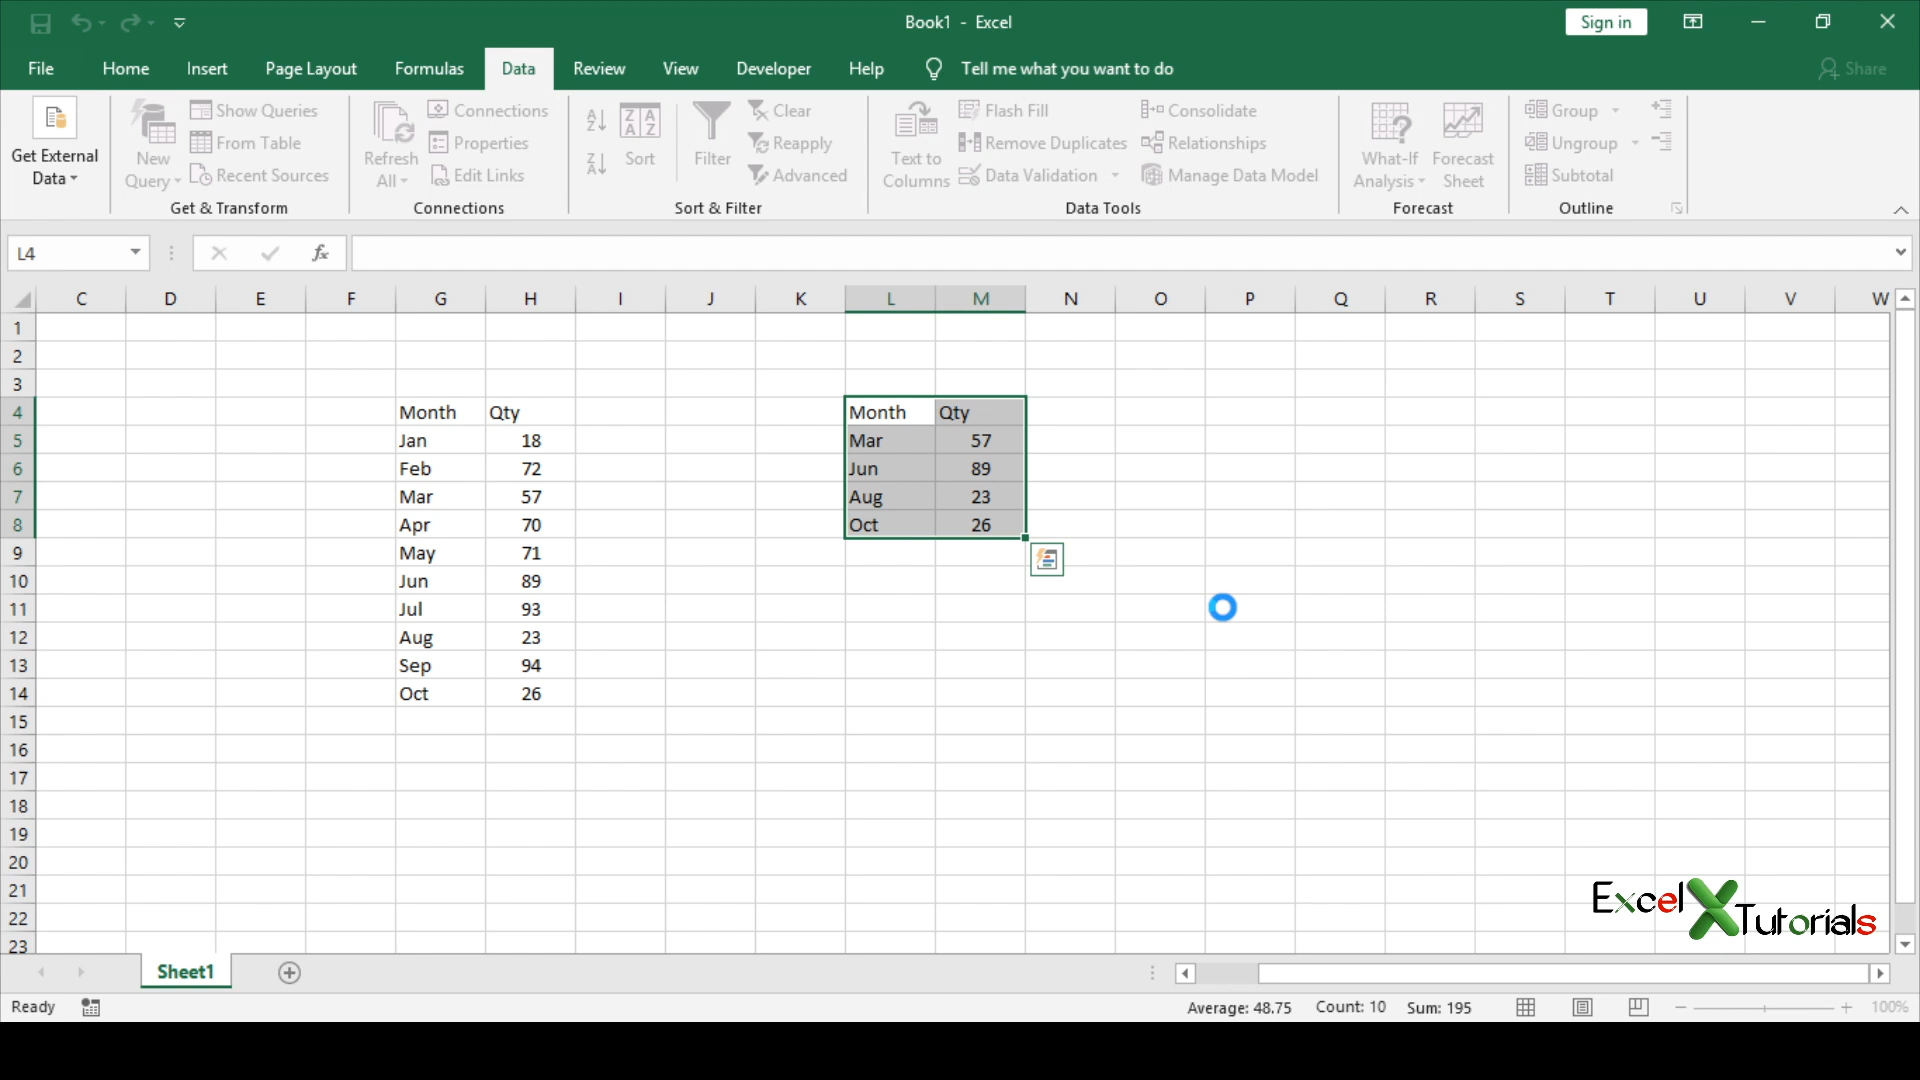 Book1 - Excel
Sign in
File Home Insert Page Layout Formulas Data Review View Developer Help Tell me what you want to do Share
Get External Data
New Query
Show Queries
From Table
Recent Sources
Get & Transform
Refresh All
Connections
Properties
Edit Links
Connections
Sort
Filter
Clear
Reapply
Advanced
Sort & Filter
Text to Columns
Flash Fill
Remove Duplicates
Data Validation
Consolidate
Relationships
Manage Data Model
Data Tools
What-If Analysis
Forecast Sheet
Forecast
Group
Ungroup
Subtotal
Outline
L4
fx
C D E F G H I J K L M N O P Q R S T U V W
1
2
3
4 Month Qty Month Qty
5 Jan 18 Mar 57
6 Feb 72 Jun 89
7 Mar 57 Aug 23
8 Apr 70 Oct 26
9 May 71
10 Jun 89
11 Jul 93
12 Aug 23
13 Sep 94
14 Oct 26
15
16
17
18
19
20
21
22
23
Excel X Tutorials
Sheet1
Ready Average: 48.75 Count: 10 Sum: 195 100%